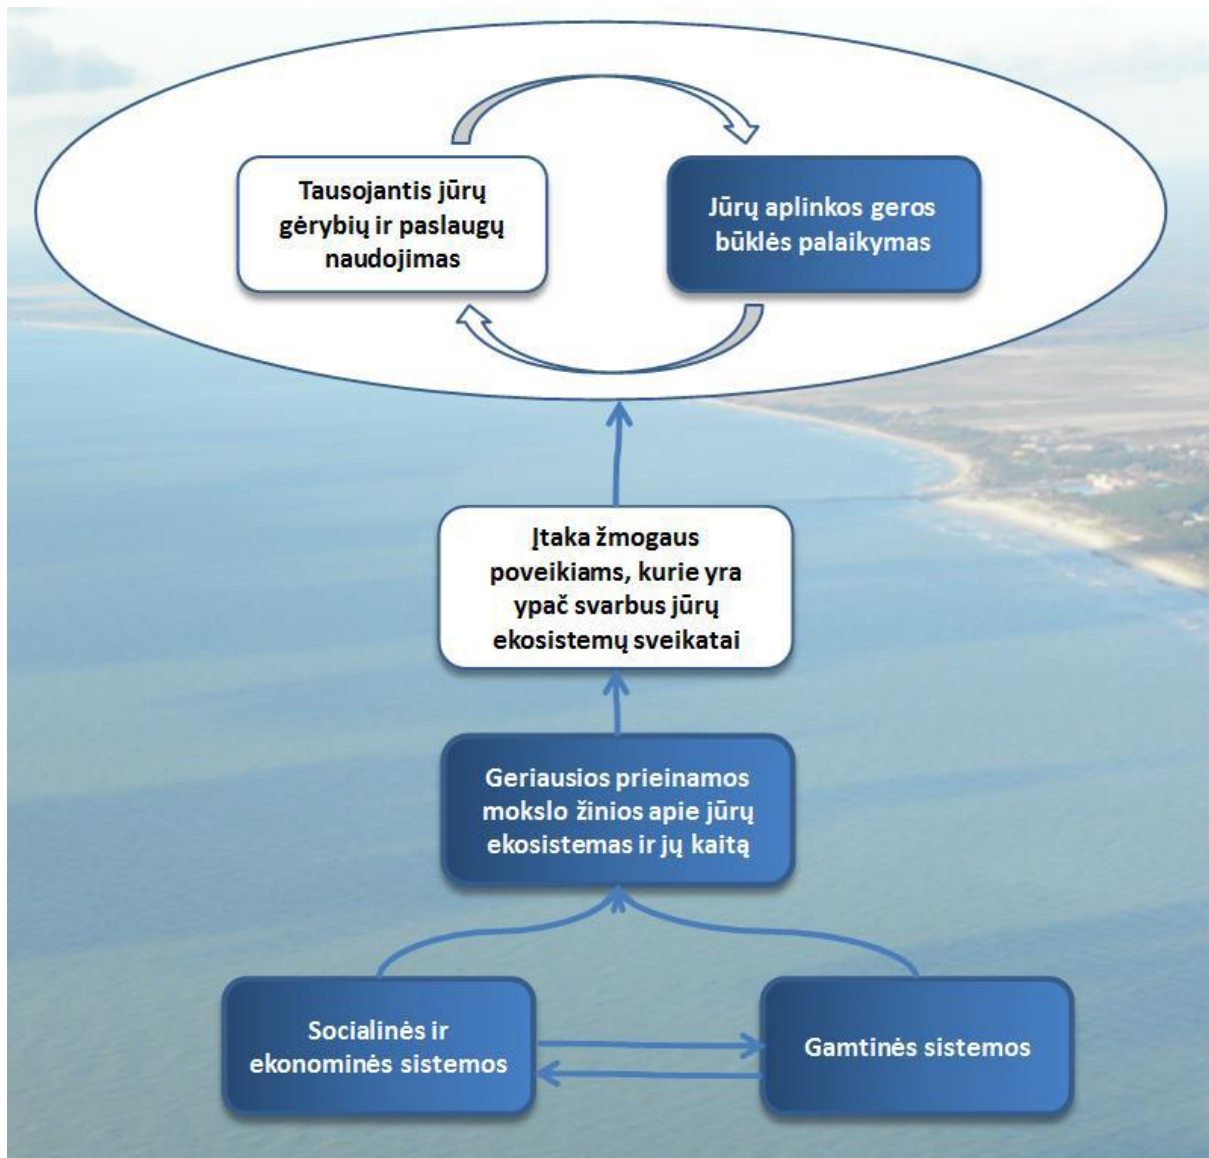 Tausojantis jūrų
gėrybių ir paslaugų
naudojimas
Jūrų aplinkos geros
būklės palaikymas
Įtaka žmogaus
poveikiams, kurie yra
ypač svarbus jūrų
ekosistemų sveikatai
Geriausios prieinamos
mokslo žinios apie jūrų
ekosistemas ir jų kaitą
Socialinės ir
ekonominės sistemos
Gamtinės sistemos